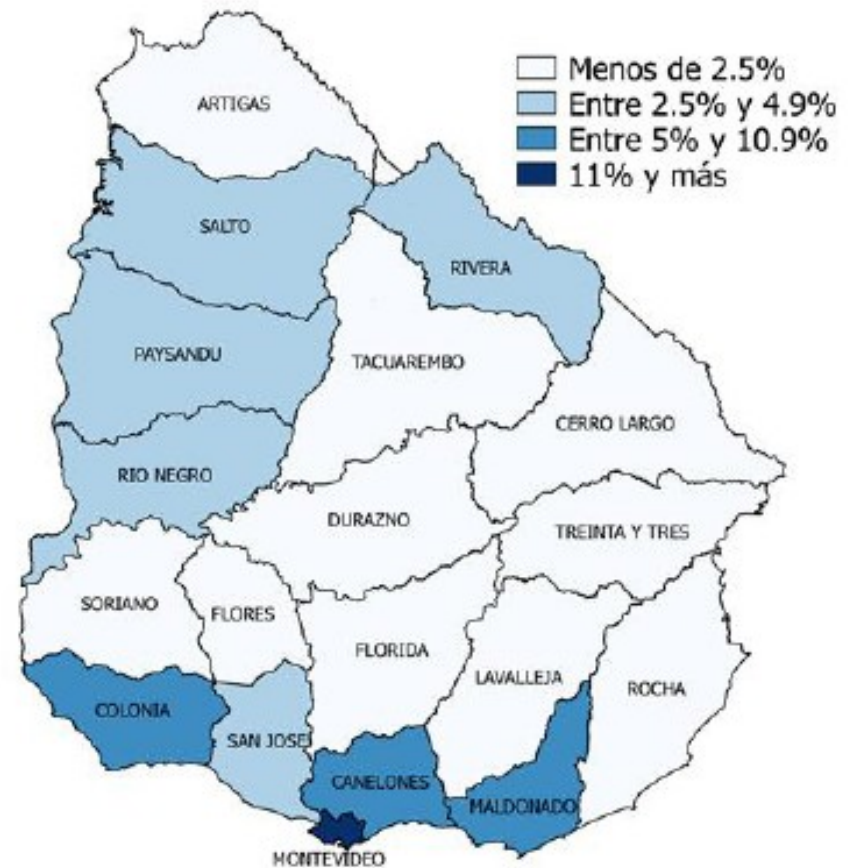 Menos de 2.5%
Entre 2.5% y 4.9%
Entre 5% y 10.9%
11% y más
ARTIGAS
SALTO
RIVERA
PAYSANDU
TACUAREMBO
CERRO LARGO
RIO NEGRO
DURAZNO
TREINTA Y TRES
SORIANO
FLORES
FLORIDA
LAVALLEJA
ROCHA
COLONIA
SAN JOSE
CANELONES
MALDONADO
MONTEVIDEO